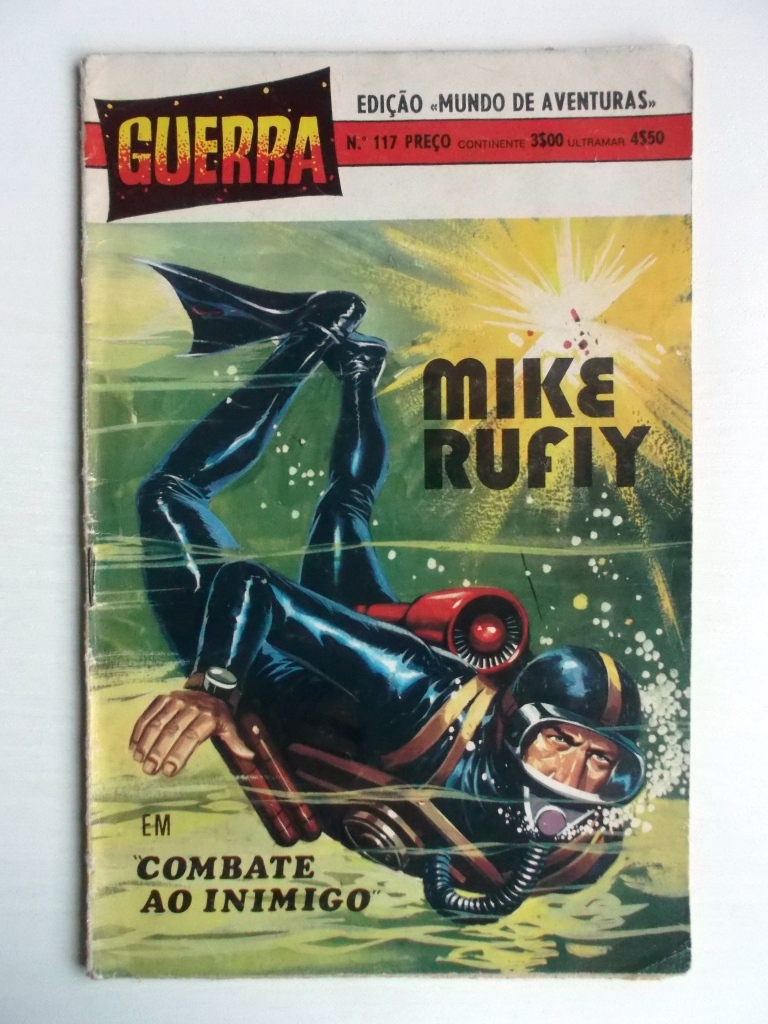 GUERRA
EDIÇÃO «MUNDO DE AVENTURAS»
N.º 117 PREÇO CONTINENTE 3$00 ULTRAMAR 4$50
MIKE
RUFIY
EM
"COMBATE
AO INIMIGO"